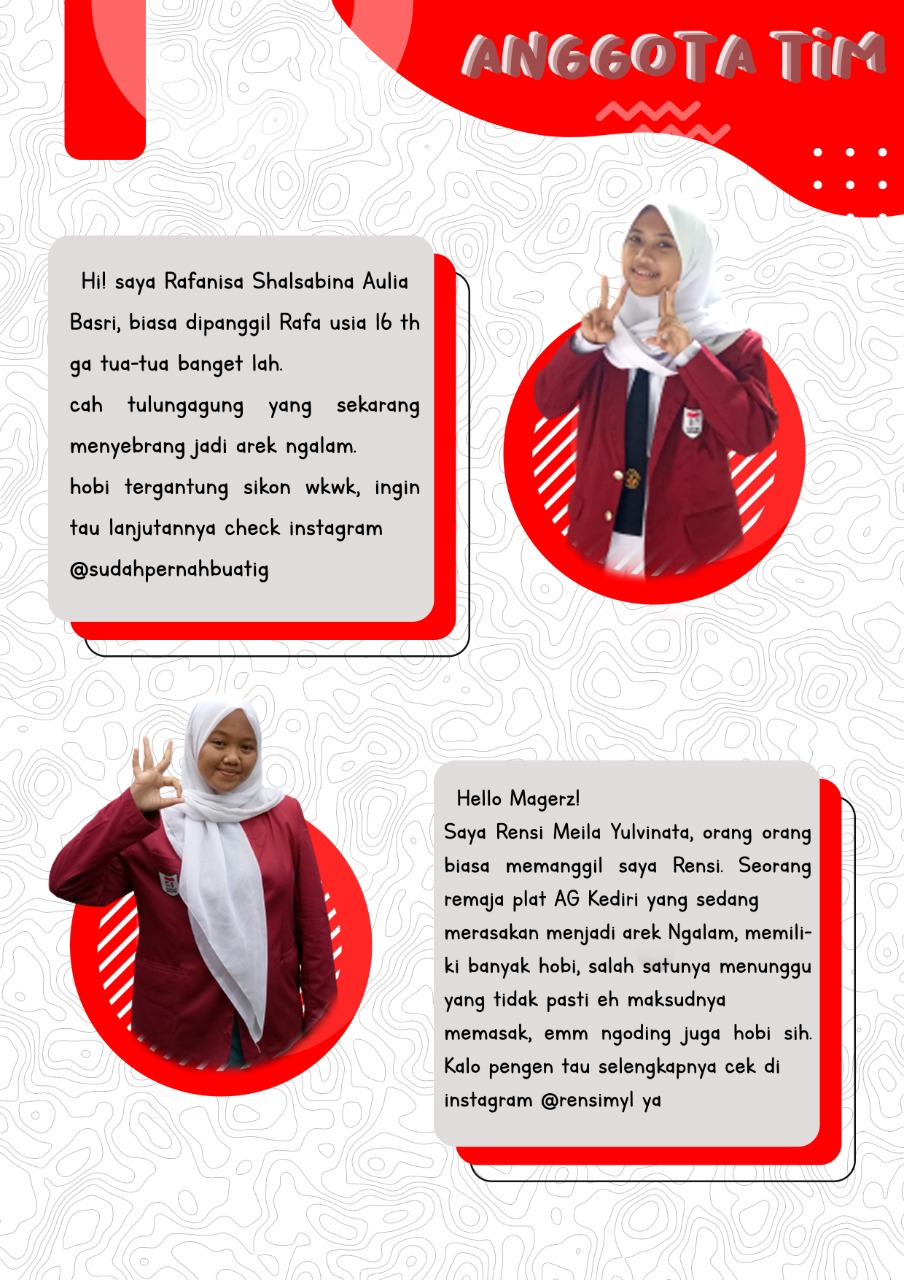 ANGGOTA TiM
Hi! saya Rafanisa Shalsabina Aulia
Basri, biasa dipanggil Rafa usia 16 th
ga tua-tua banget lah.
cah tulungagung yang sekarang
menyebrang jadi arek ngalam.
hobi tergantung sikon wkwk, ingin
tau lanjutannya check instagram
@sudahpernahbuatig
Hello Magerz!
Saya Rensi Meila Yulvinata, orang orang
biasa memanggil saya Rensi. Seorang
remaja plat AG Kediri yang sedang
merasakan menjadi arek Ngalam, memili-
ki banyak hobi, salah satunya menunggu
yang tidak pasti eh maksudnya
memasak, emm ngoding juga hobi sih.
Kalo pengen tau selengkapnya cek di
instagram @rensimyl ya